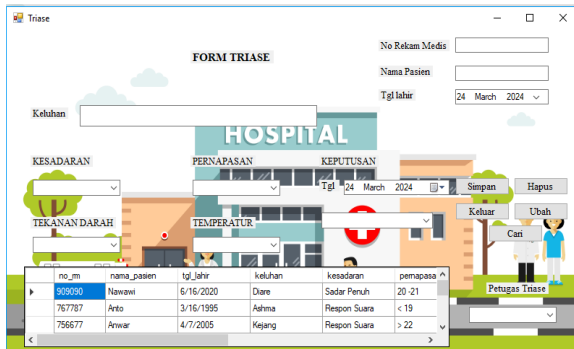 Triase
No Rekam Medis
FORM TRIASE
Nama Pasien
Tgl lahir
24 March 2024
Keluhan
HOSPITAL
KESADARAN
PERNAPASAN
KEPUTUSAN
Tgl
24 March 2024
Simpan
Hapus
Keluar
Ubah
TEKANAN DARAH
TEMPERATUR
Cari
no_rm nama_pasien tgl_lahir keluhan kesadaran pernapasa
909090 Nawawi 6/16/2020 Diare Sadar Penuh 20 -21
767787 Anto 3/16/1995 Ashma Respon Suara < 19
756677 Anwar 4/7/2005 Kejang Respon Suara > 22
Petugas Triase